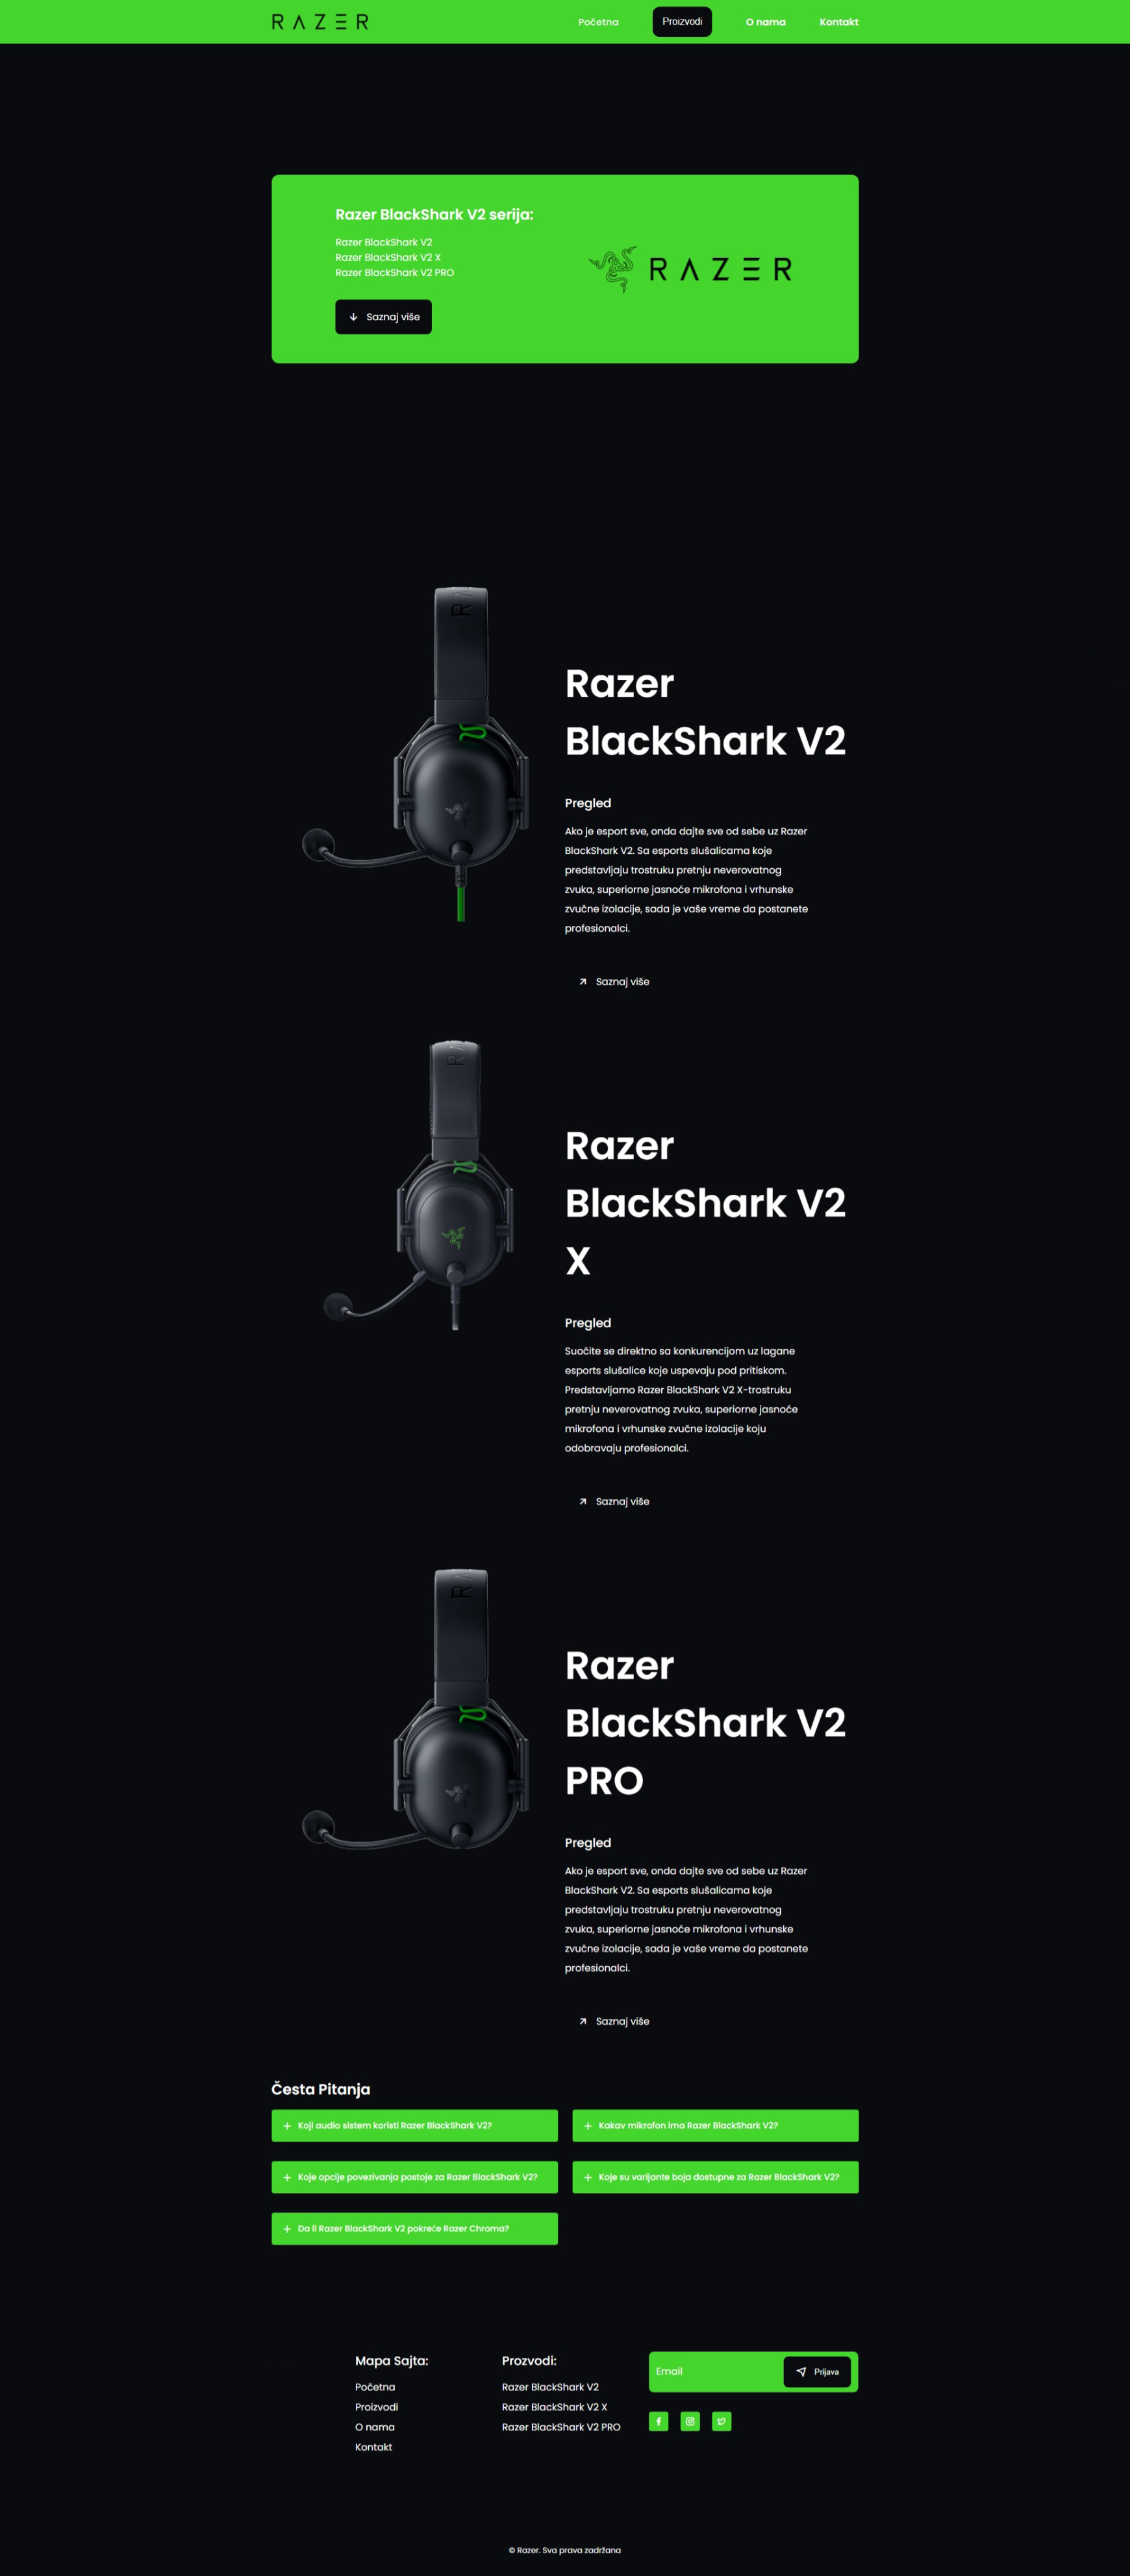 RAZER
Početna
Proizvodi
O nama
Kontakt
Razer BlackShark V2 serija:
Razer BlackShark V2
Razer BlackShark V2 X
Razer BlackShark V2 PRO
Saznaj više
RAZER
Razer
BlackShark V2
Pregled
Ako je esport sve, onda dajte sve od sebe uz Razer
BlackShark V2. Sa esports slušalicama koje
predstavljaju trostruku pretnju neverovatnog
zvuka, superiorne jasnoće mikrofona i vrhunske
zvučne izolacije, sada je vaše vreme da postanete
profesionalci.
Saznaj više
Razer
BlackShark V2
X
Pregled
Suočite se direktno sa konkurencijom uz lagane
esports slušalice koje uspevaju pod pritiskom.
Predstavljamo Razer BlackShark V2 X-trostruku
pretnju neverovatnog zvuka, superiorne jasnoće
mikrofona i vrhunske zvučne izolacije koju
odobravaju profesionalci.
Saznaj više
Razer
BlackShark V2
PRO
Pregled
Ako je esport sve, onda dajte sve od sebe uz Razer
BlackShark V2. Sa esports slušalicama koje
predstavljaju trostruku pretnju neverovatnog
zvuka, superiorne jasnoće mikrofona i vrhunske
zvučne izolacije, sada je vaše vreme da postanete
profesionalci.
Saznaj više
Česta Pitanja
Koji audio sistem koristi Razer BlackShark V2?
Kakav mikrofon ima Razer BlackShark V2?
Koje opcije povezivanja postoje za Razer BlackShark V2?
Koje su varijante boja dostupne za Razer BlackShark V2?
Da li Razer BlackShark V2 pokreće Razer Chroma?
Mapa Sajta:
Početna
Proizvodi
O nama
Kontakt
Prozvodi:
Razer BlackShark V2
Razer BlackShark V2 X
Razer BlackShark V2 PRO
Email
Prijava
© Razer. Sva prava zadržana